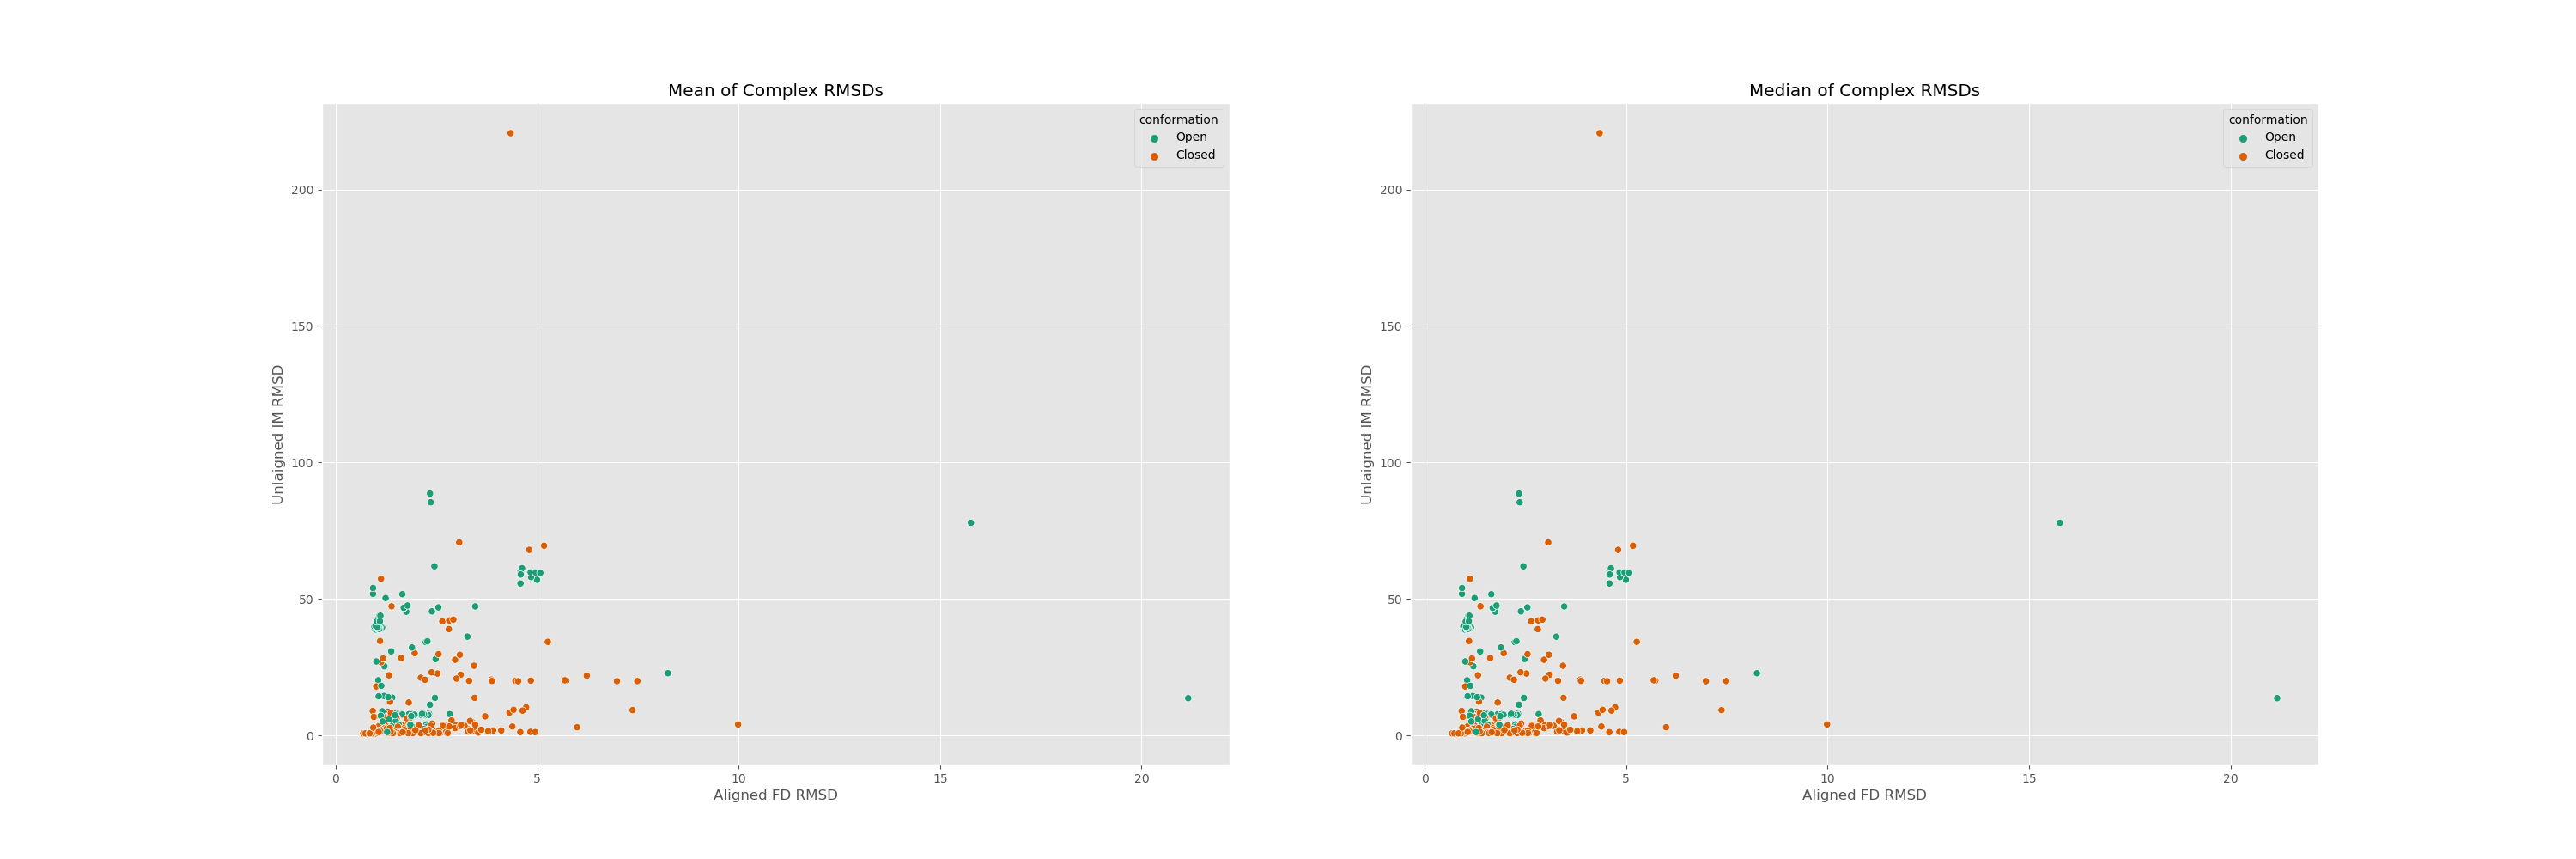 Mean of Complex RMSDs
conformation
Open
Closed
200
150
100
50
0
Unlaigned IM RMSD
0 5 10 15 20
Aligned FD RMSD
Median of Complex RMSDs
conformation
Open
Closed
200
150
100
50
0
Unlaigned IM RMSD
0 5 10 15 20
Aligned FD RMSD